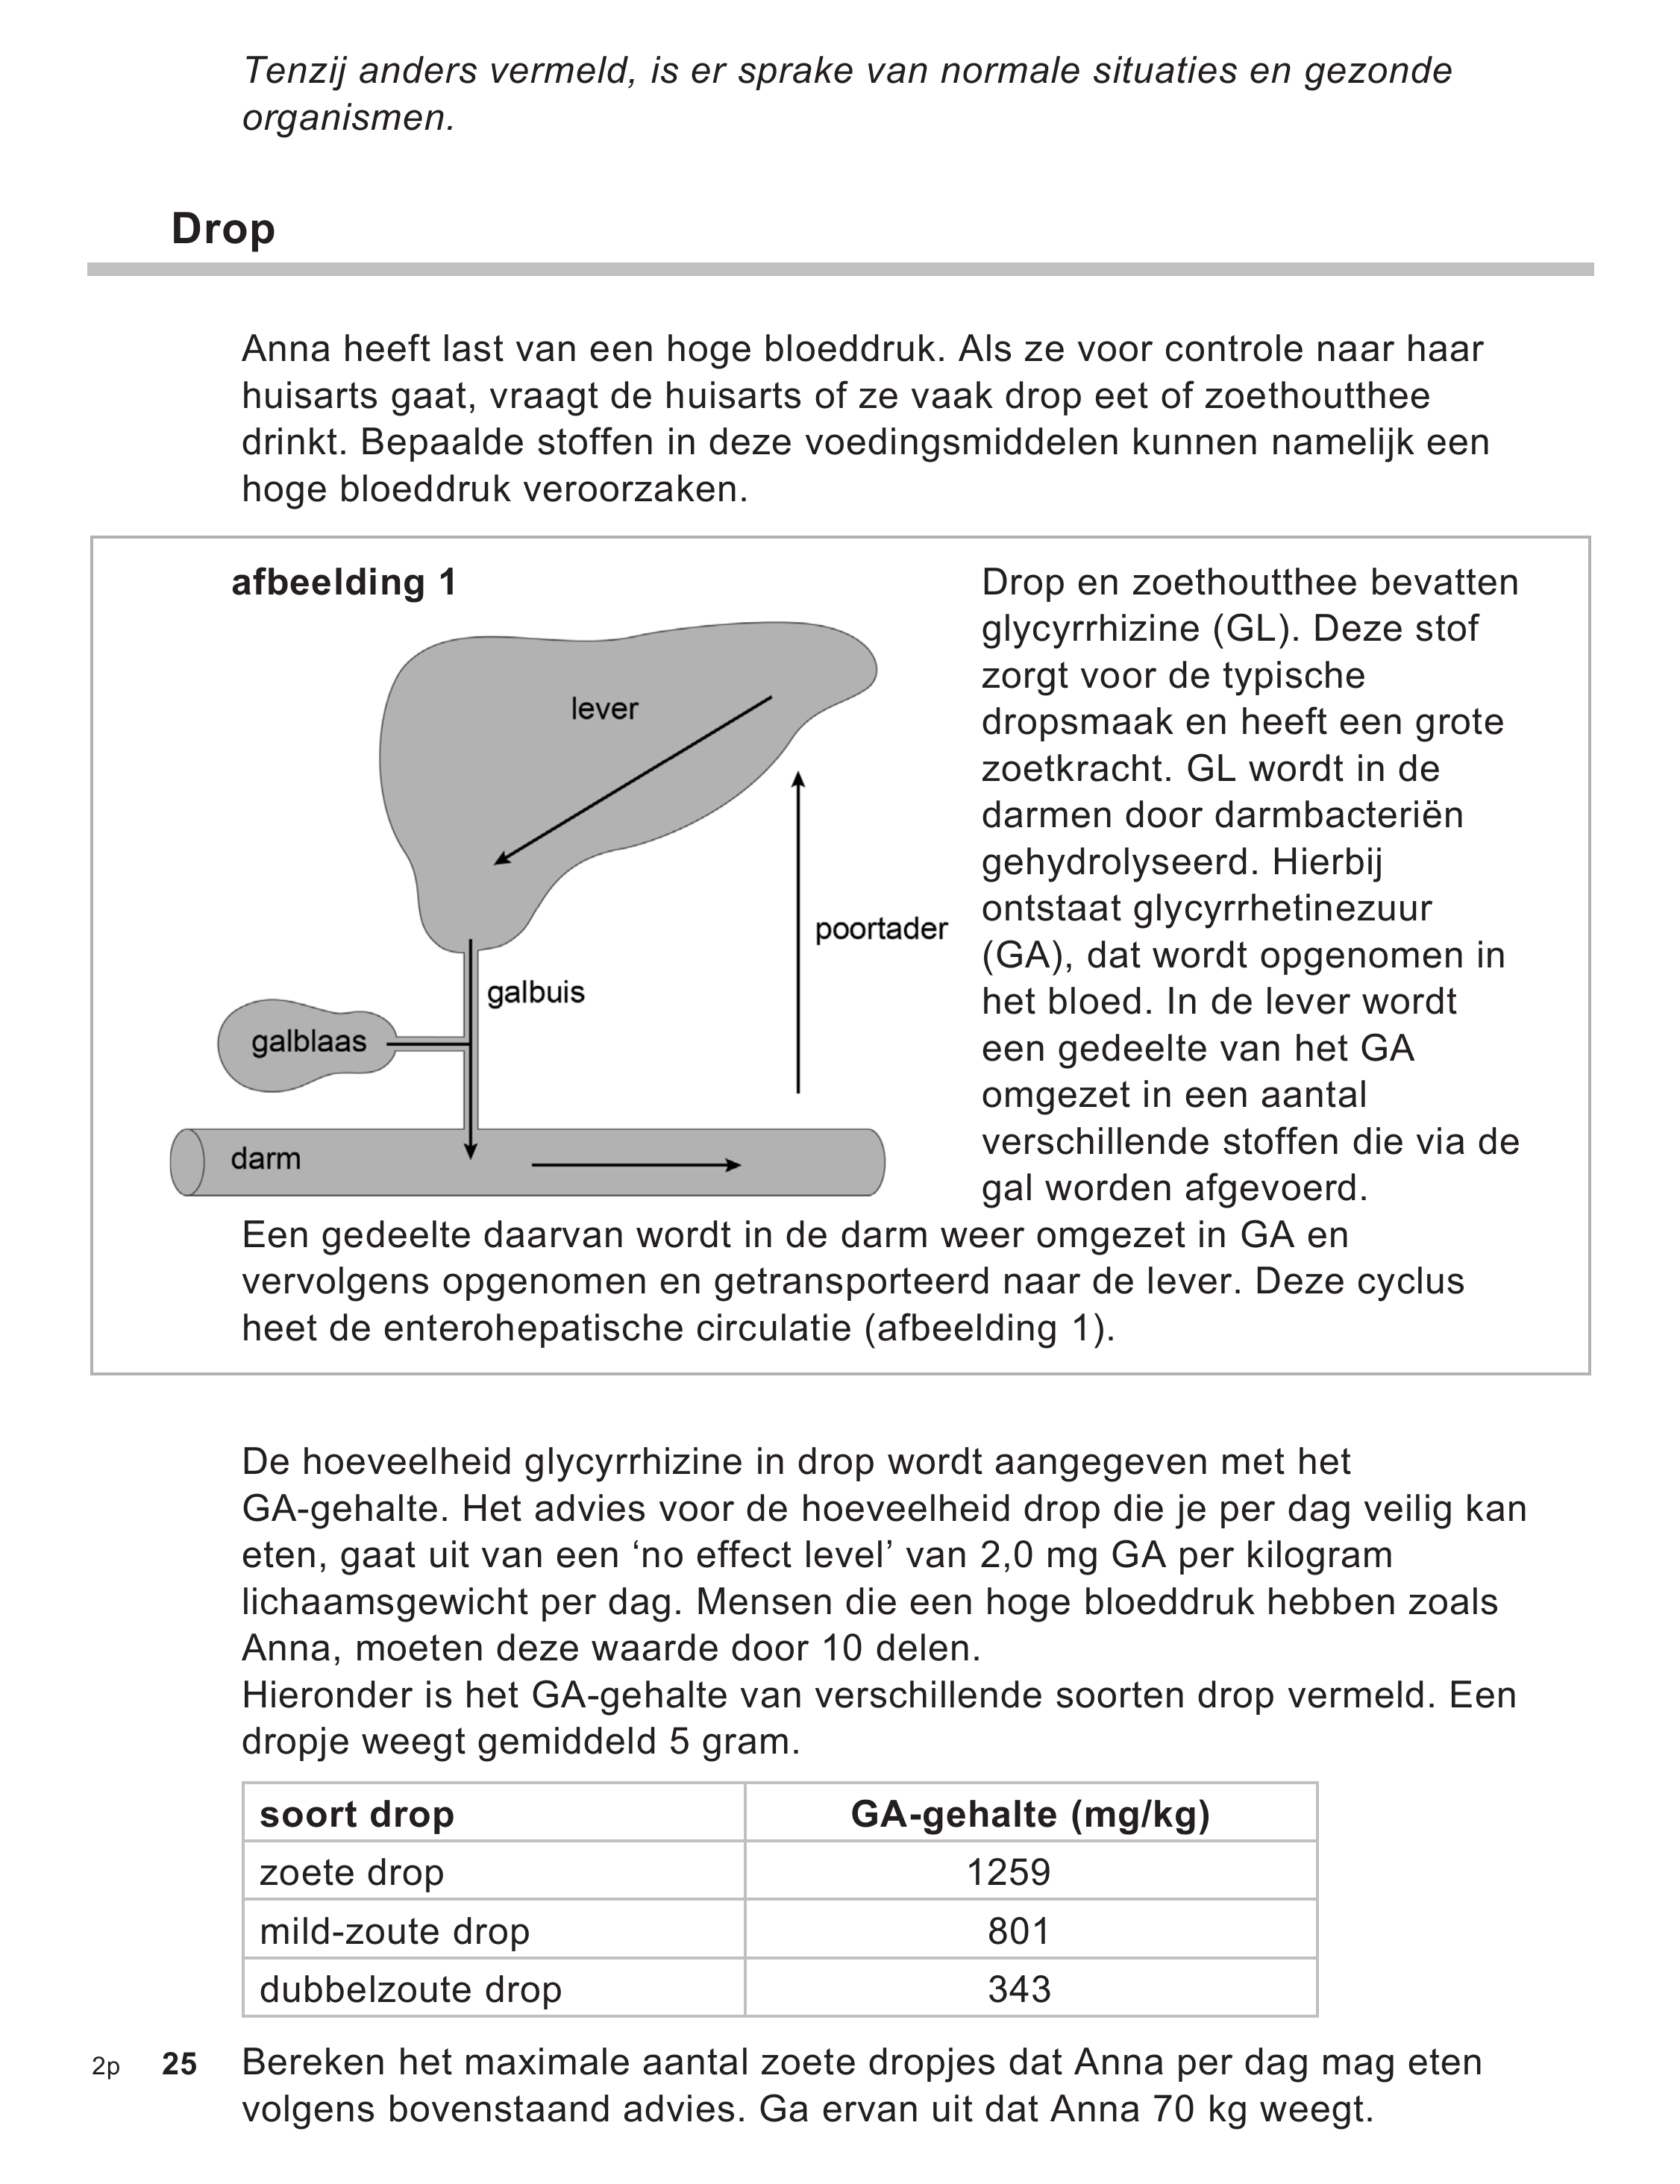 Tenzij anders vermeld, is er sprake van normale situaties en gezonde
organismen.
Drop
Anna heeft last van een hoge bloeddruk. Als ze voor controle naar haar
huisarts gaat, vraagt de huisarts of ze vaak drop eet of zoethoutthee
drinkt. Bepaalde stoffen in deze voedingsmiddelen kunnen namelijk een
hoge bloeddruk veroorzaken.
afbeelding 1
lever
poortader
galbuis
galblaas
darm
Drop en zoethoutthee bevatten
glycyrrhizine (GL). Deze stof
zorgt voor de typische
dropsmaak en heeft een grote
zoetkracht. GL wordt in de
darmen door darmbacteriën
gehydrolyseerd. Hierbij
ontstaat glycyrrhetinezuur
(GA), dat wordt opgenomen in
het bloed. In de lever wordt
een gedeelte van het GA
omgezet in een aantal
verschillende stoffen die via de
gal worden afgevoerd.
Een gedeelte daarvan wordt in de darm weer omgezet in GA en
vervolgens opgenomen en getransporteerd naar de lever. Deze cyclus
heet de enterohepatische circulatie (afbeelding 1).
De hoeveelheid glycyrrhizine in drop wordt aangegeven met het
GA-gehalte. Het advies voor de hoeveelheid drop die je per dag veilig kan
eten, gaat uit van een ‘no effect level’ van 2,0 mg GA per kilogram
lichaamsgewicht per dag. Mensen die een hoge bloeddruk hebben zoals
Anna, moeten deze waarde door 10 delen.
Hieronder is het GA-gehalte van verschillende soorten drop vermeld. Een
dropje weegt gemiddeld 5 gram.
soort drop GA-gehalte (mg/kg)
zoete drop 1259
mild-zoute drop 801
dubbelzoute drop 343
2p 25 Bereken het maximale aantal zoete dropjes dat Anna per dag mag eten
volgens bovenstaand advies. Ga ervan uit dat Anna 70 kg weegt.